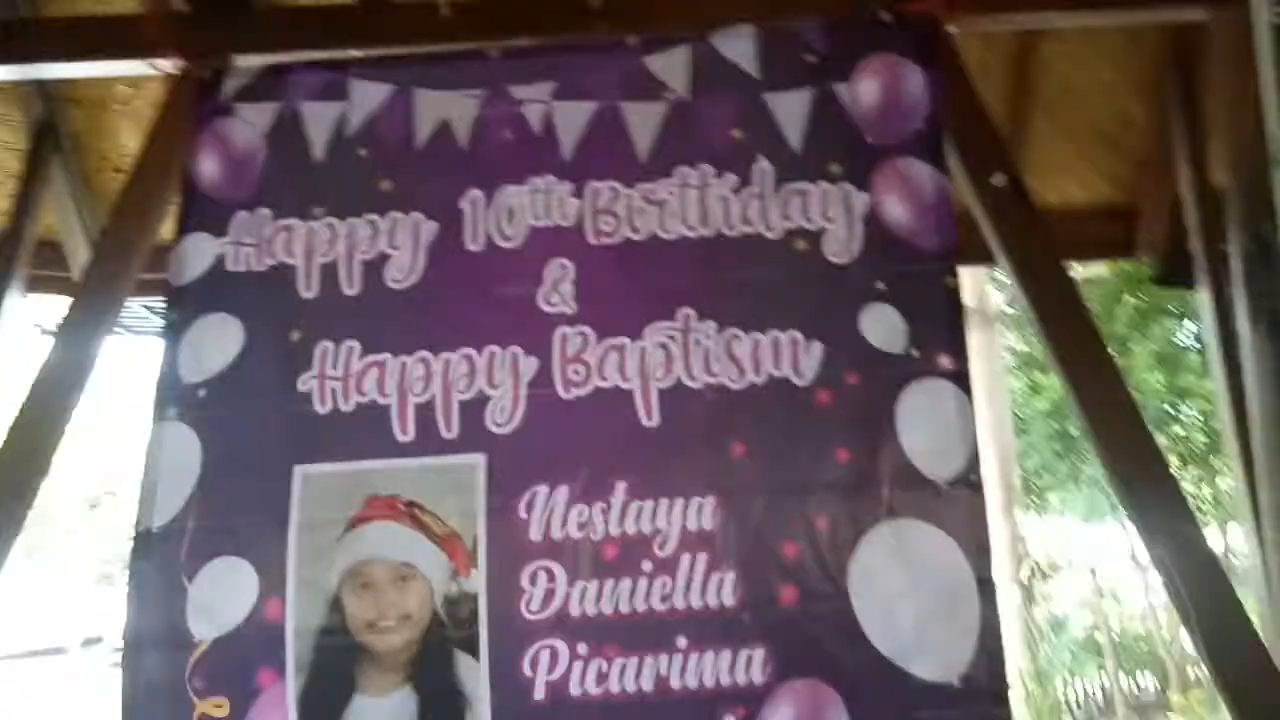 Happy 10th Birthday
&
Happy Baptism
Nestaya
Daniella
Picarima